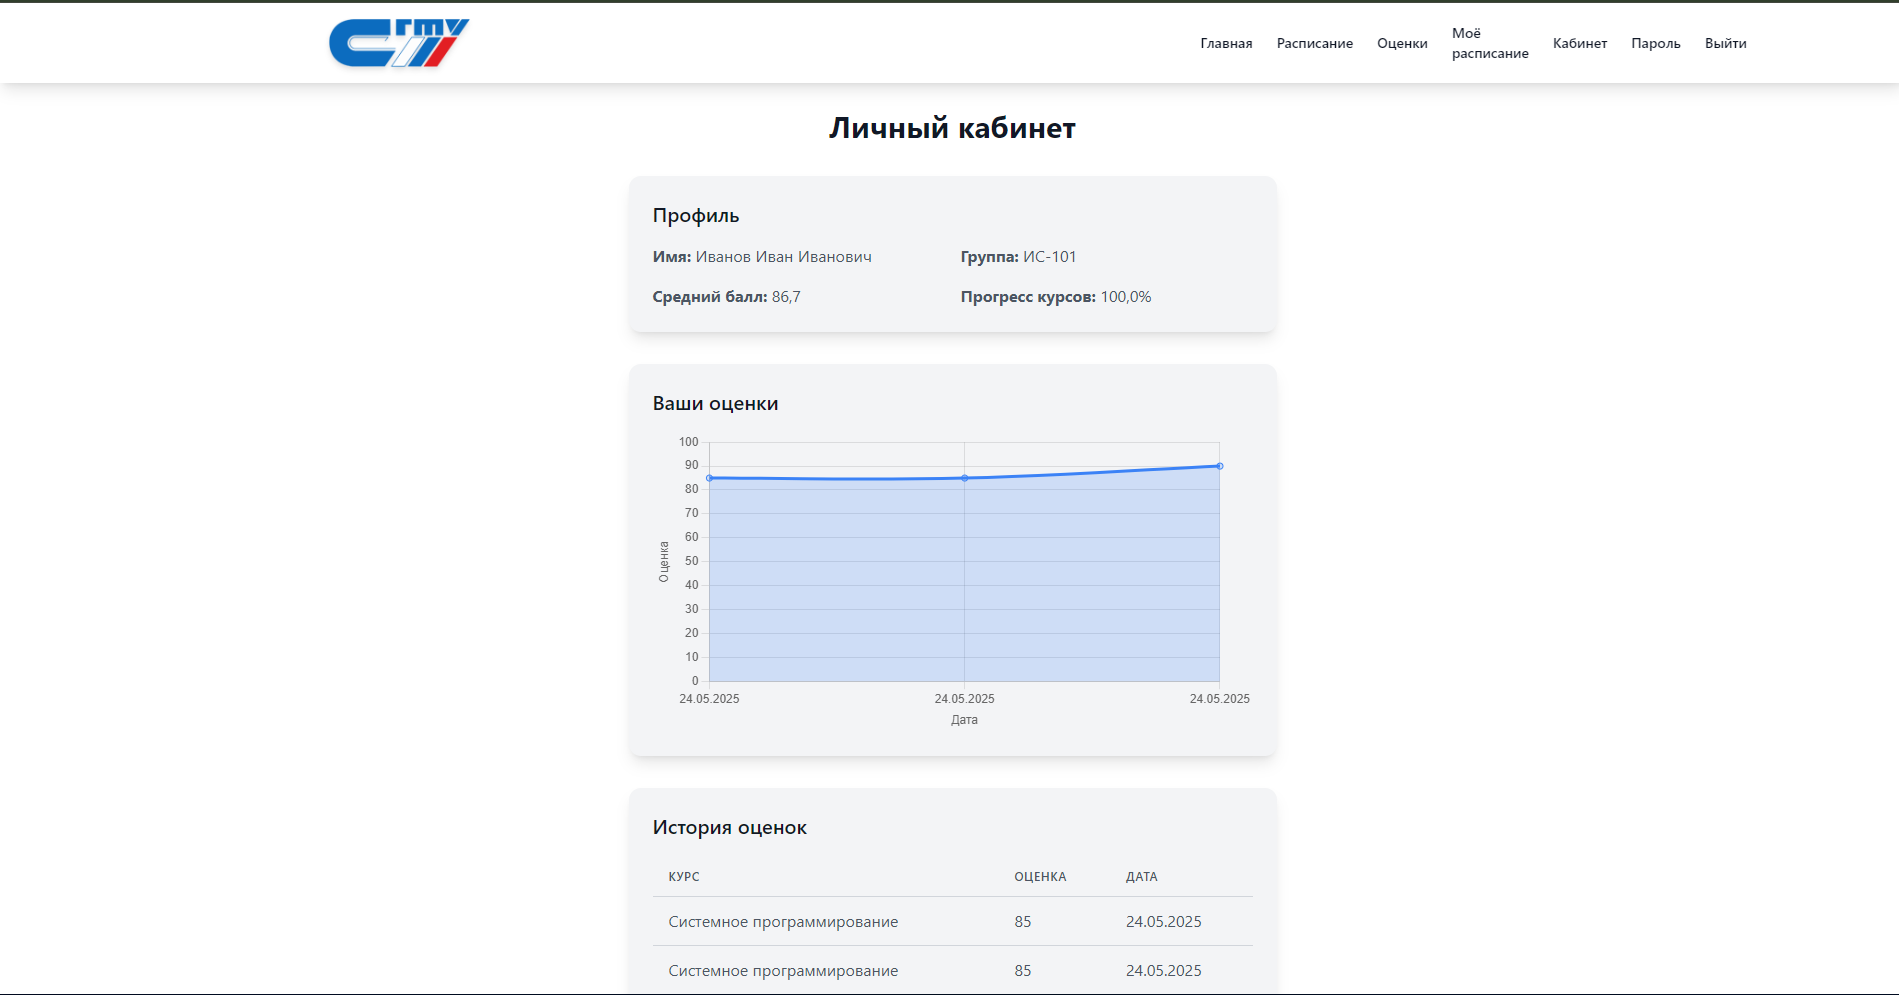 СГТУ
Главная
Расписание
Оценки
Моё
расписание
Кабинет
Пароль
Выйти
Личный кабинет
Профиль
Имя: Иванов Иван Иванович
Группа: ИС-101
Средний балл: 86,7
Прогресс курсов: 100,0%
Ваши оценки
100
90
80
70
60
50
40
30
20
10
0
Оценка
24.05.2025 24.05.2025 24.05.2025
Дата
История оценок
КУРС ОЦЕНКА ДАТА
Системное программирование 85 24.05.2025
Системное программирование 85 24.05.2025